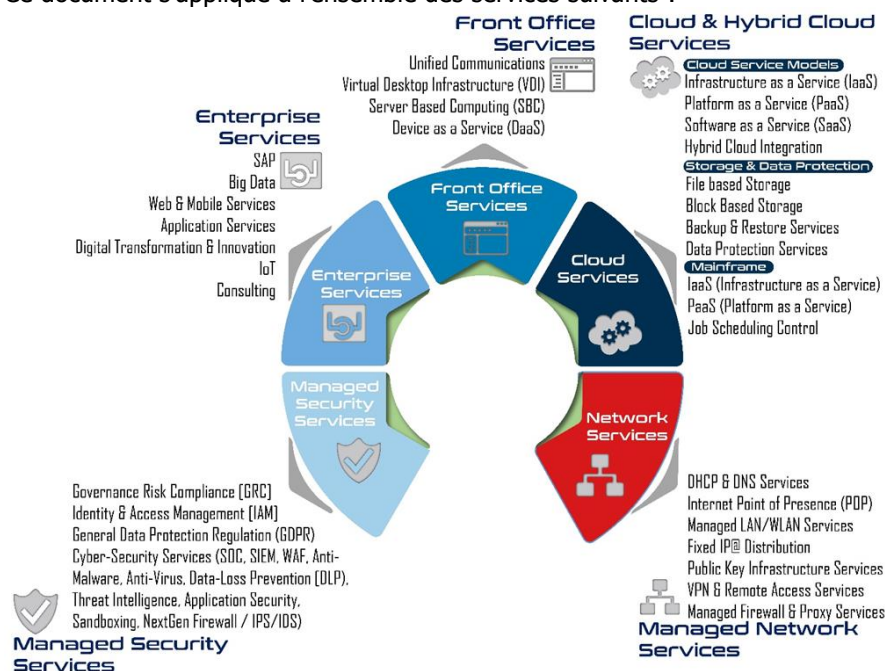 Ce document s'applique à l'ensemble des services suivants :
Front Office
Services
Unified Communications
Virtual Desktop Infrastructure (VDI)
Server Based Computing (SBC)
Device as a Service (DaaS)
Cloud & Hybrid Cloud
Services
Cloud Service Models
Infrastructure as a Service (IaaS)
Platform as a Service (PaaS)
Software as a Service (SaaS)
Hybrid Cloud Integration
Storage & Data Protection
File based Storage
Block Based Storage
Backup & Restore Services
Data Protection Services
Mainframe
IaaS (Infrastructure as a Service)
PaaS (Platform as a Service)
Job Scheduling Control
Enterprise
Services
SAP
Big Data
Web & Mobile Services
Application Services
Digital Transformation & Innovation
IoT
Consulting
Front Office
Services
Enterprise
Services
Cloud
Services
Managed
Security
Services
Network
Services
Governance Risk Compliance [GRC]
Identity & Access Management [IAM]
General Data Protection Regulation (GDPR)
Cyber-Security Services (SOC, SIEM, WAF, Anti-
Malware, Anti-Virus, Data-Loss Prevention [DLP],
Threat Intelligence, Application Security,
Sandboxing, NextGen Firewall / IPS/IDS)
Managed Security
Services
DHCP & DNS Services
Internet Point of Presence (POP)
Managed LAN/WLAN Services
Fixed IP@ Distribution
Public Key Infrastructure Services
VPN & Remote Access Services
Managed Firewall & Proxy Services
Managed Network
Services